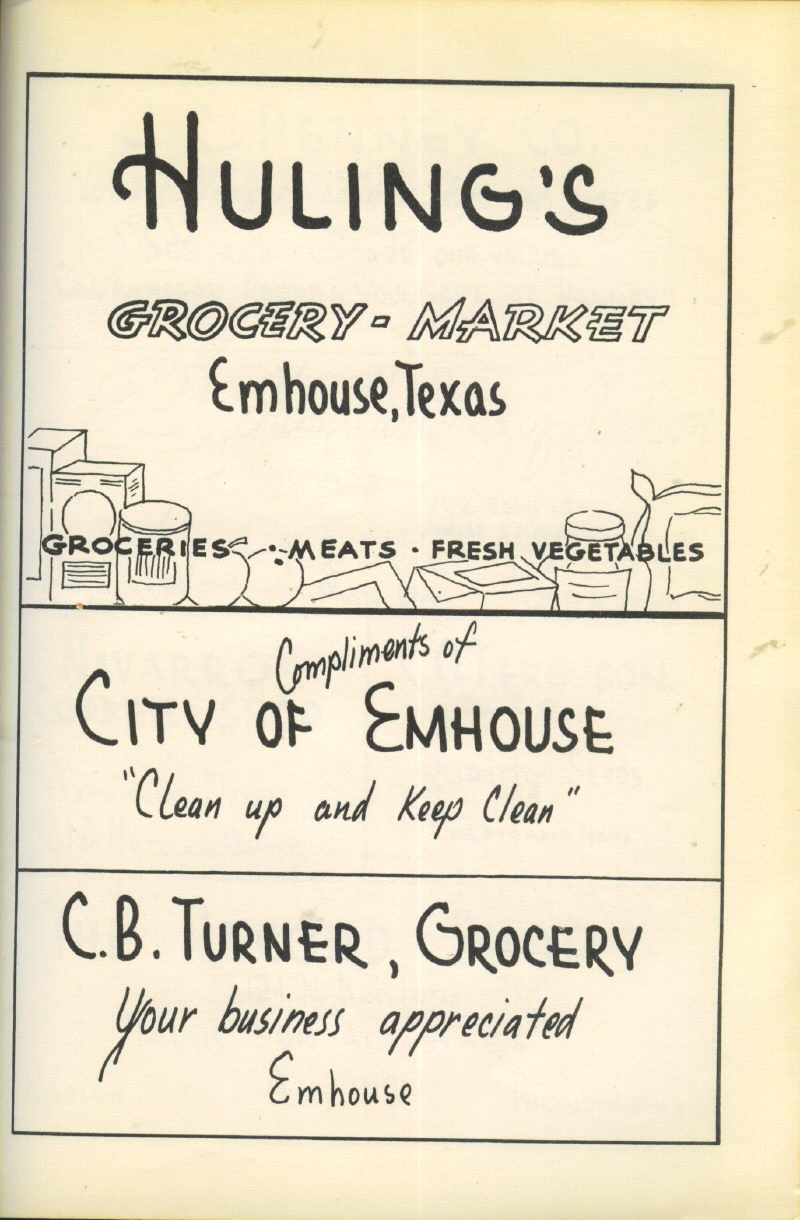 HULING'S
GROCERY - MARKET
Emhouse, Texas
GROCERIES · MEATS · FRESH VEGETABLES
Compliments of
CITY OF EMHOUSE
"Clean up and Keep Clean"
C.B. TURNER, GROCERY
Your business appreciated
Emhouse